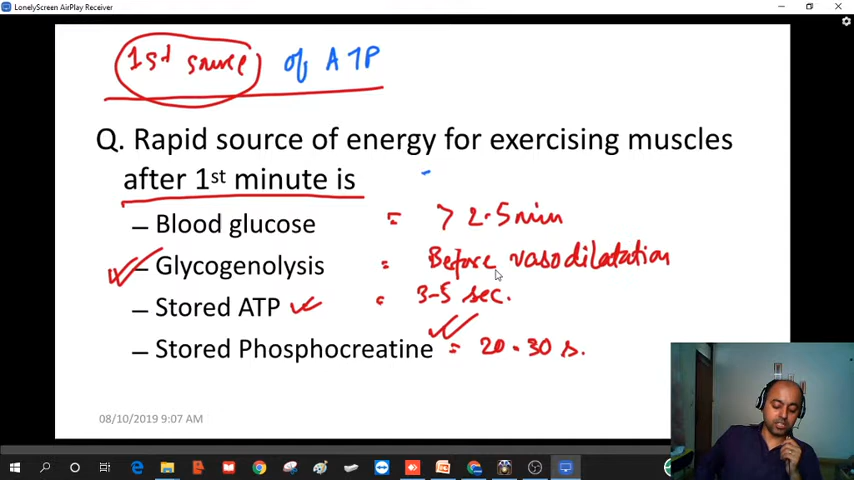 LonelyScreen AirPlay Receiver
1st source of ATP
Q. Rapid source of energy for exercising muscles
after 1st minute is
– Blood glucose = > 2.5min
– Glycogenolysis = Before vasodilatation
– Stored ATP = 3-5 sec.
– Stored Phosphocreatine = 20-30 s.
08/10/2019 9:07 AM